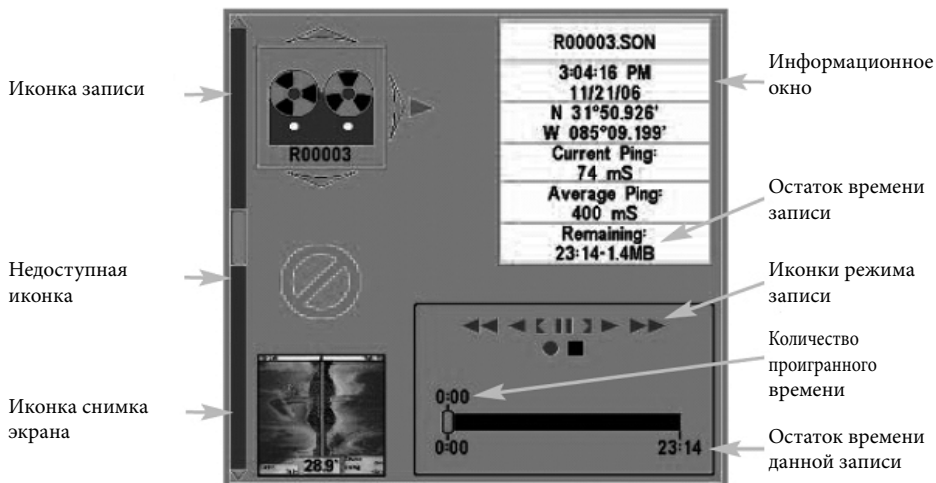 Иконка записи
Недоступная
иконка
Иконка снимка
экрана
R00003
28.9°
R00003.SON
3:04:16 PM
11/21/06
N 31°50.926'
W 085°09.199'
Current Ping:
74 mS
Average Ping:
400 mS
Remaining:
23:14-1.4MB
0:00
0:00
23:14
Информационное
окно
Остаток времени
записи
Иконки режима
записи
Количество
проигранного
времени
Остаток времени
данной записи